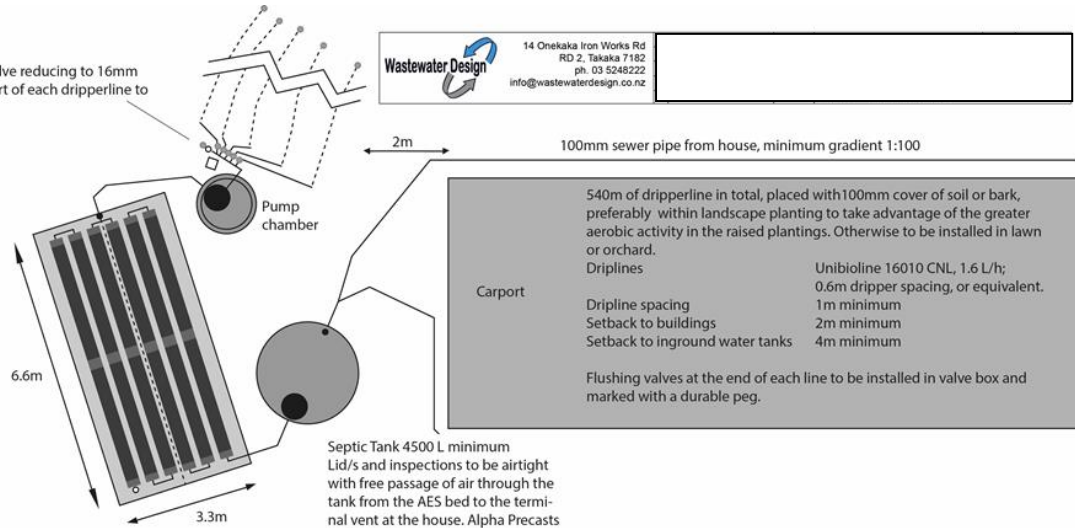 lve reducing to 16mm
rt of each dripperline to
Wastewater Design
14 Onekaka Iron Works Rd
RD 2, Takaka 7182
ph. 03 5248222
info@wastewaterdesign.co.nz
2m
100mm sewer pipe from house, minimum gradient 1:100
Pump
chamber
540m of dripperline in total, placed with100mm cover of soil or bark,
preferably within landscape planting to take advantage of the greater
aerobic activity in the raised plantings. Otherwise to be installed in lawn
or orchard.
Driplines Unibioline 16010 CNL, 1.6 L/h;
0.6m dripper spacing, or equivalent.
Carport
Dripline spacing 1m minimum
Setback to buildings 2m minimum
Setback to inground water tanks 4m minimum
Flushing valves at the end of each line to be installed in valve box and
marked with a durable peg.
6.6m
3.3m
Septic Tank 4500 L minimum
Lid/s and inspections to be airtight
with free passage of air through the
tank from the AES bed to the termi-
nal vent at the house. Alpha Precasts